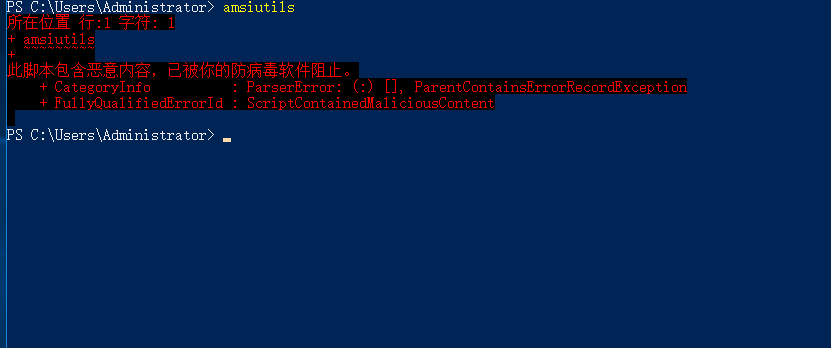 PS C:\Users\Administrator> amsiutils
所在位置 行:1 字符: 1
+ amsiutils
+ ~~~~~~~~~
此脚本包含恶意内容，已被你的防病毒软件阻止。
    + CategoryInfo          : ParserError: (:) [], ParentContainsErrorRecordException
    + FullyQualifiedErrorId : ScriptContainedMaliciousContent
PS C:\Users\Administrator>